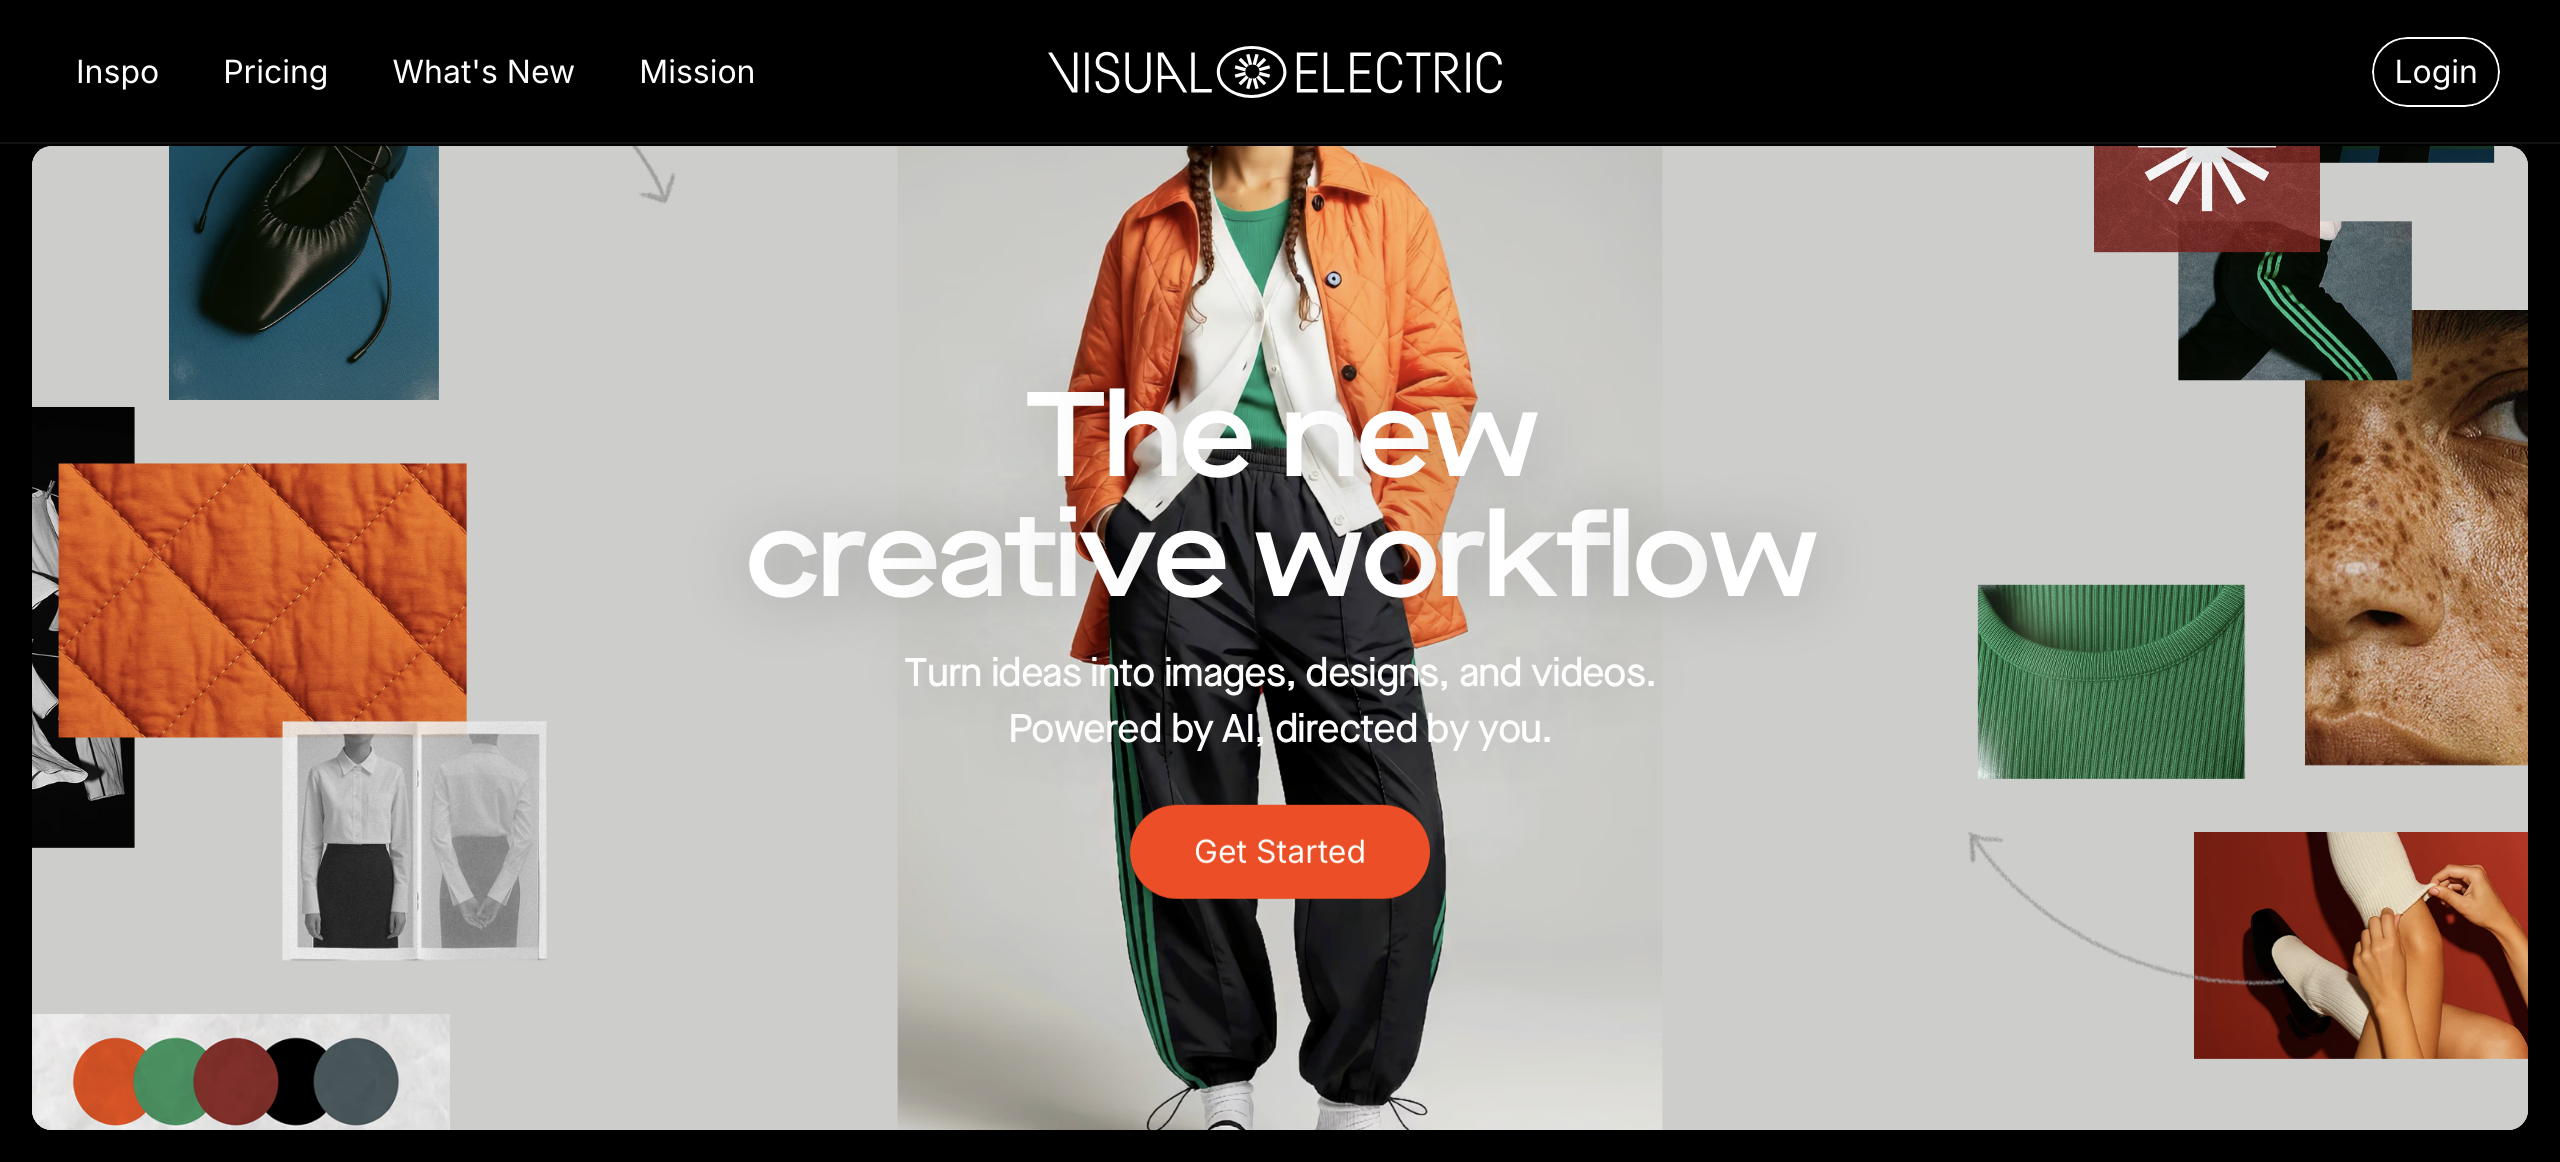 Inspo
Pricing
What's New
Mission
VISUAL ELECTRIC
Login
The new
creative workflow
Turn ideas into images, designs, and videos.
Powered by AI, directed by you.
Get Started